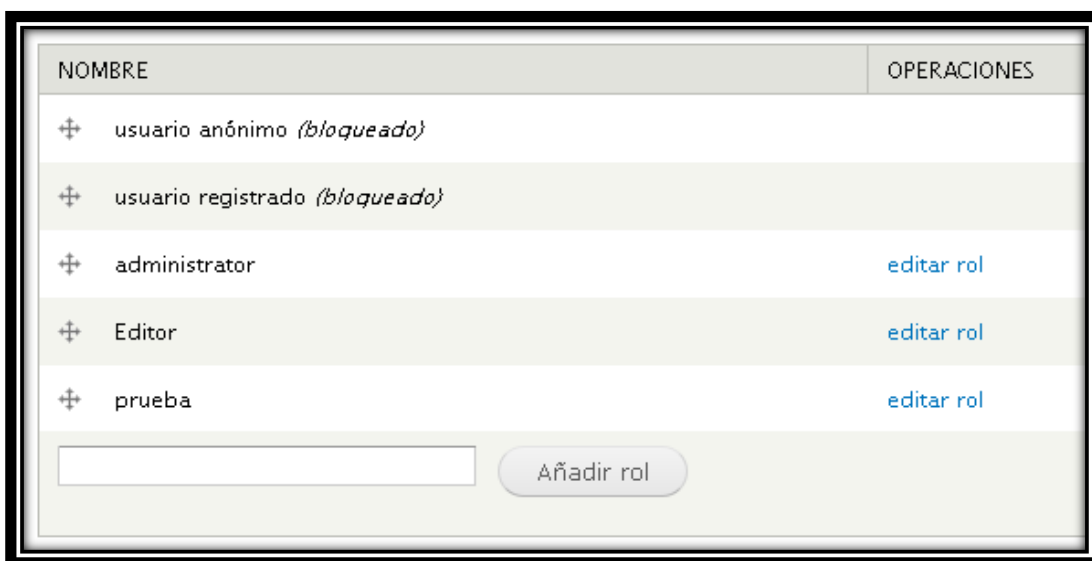 NOMBRE OPERACIONES
usuario anónimo (bloqueado)
usuario registrado (bloqueado)
administrator editar rol
Editor editar rol
prueba editar rol
Añadir rol